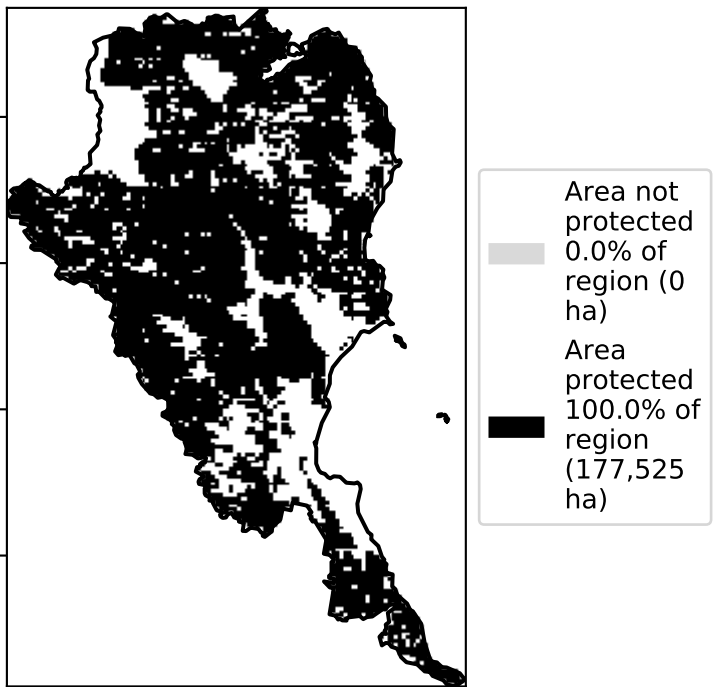 Area not
protected
0.0% of
region (0
ha)
Area
protected
100.0% of
region
(177,525
ha)